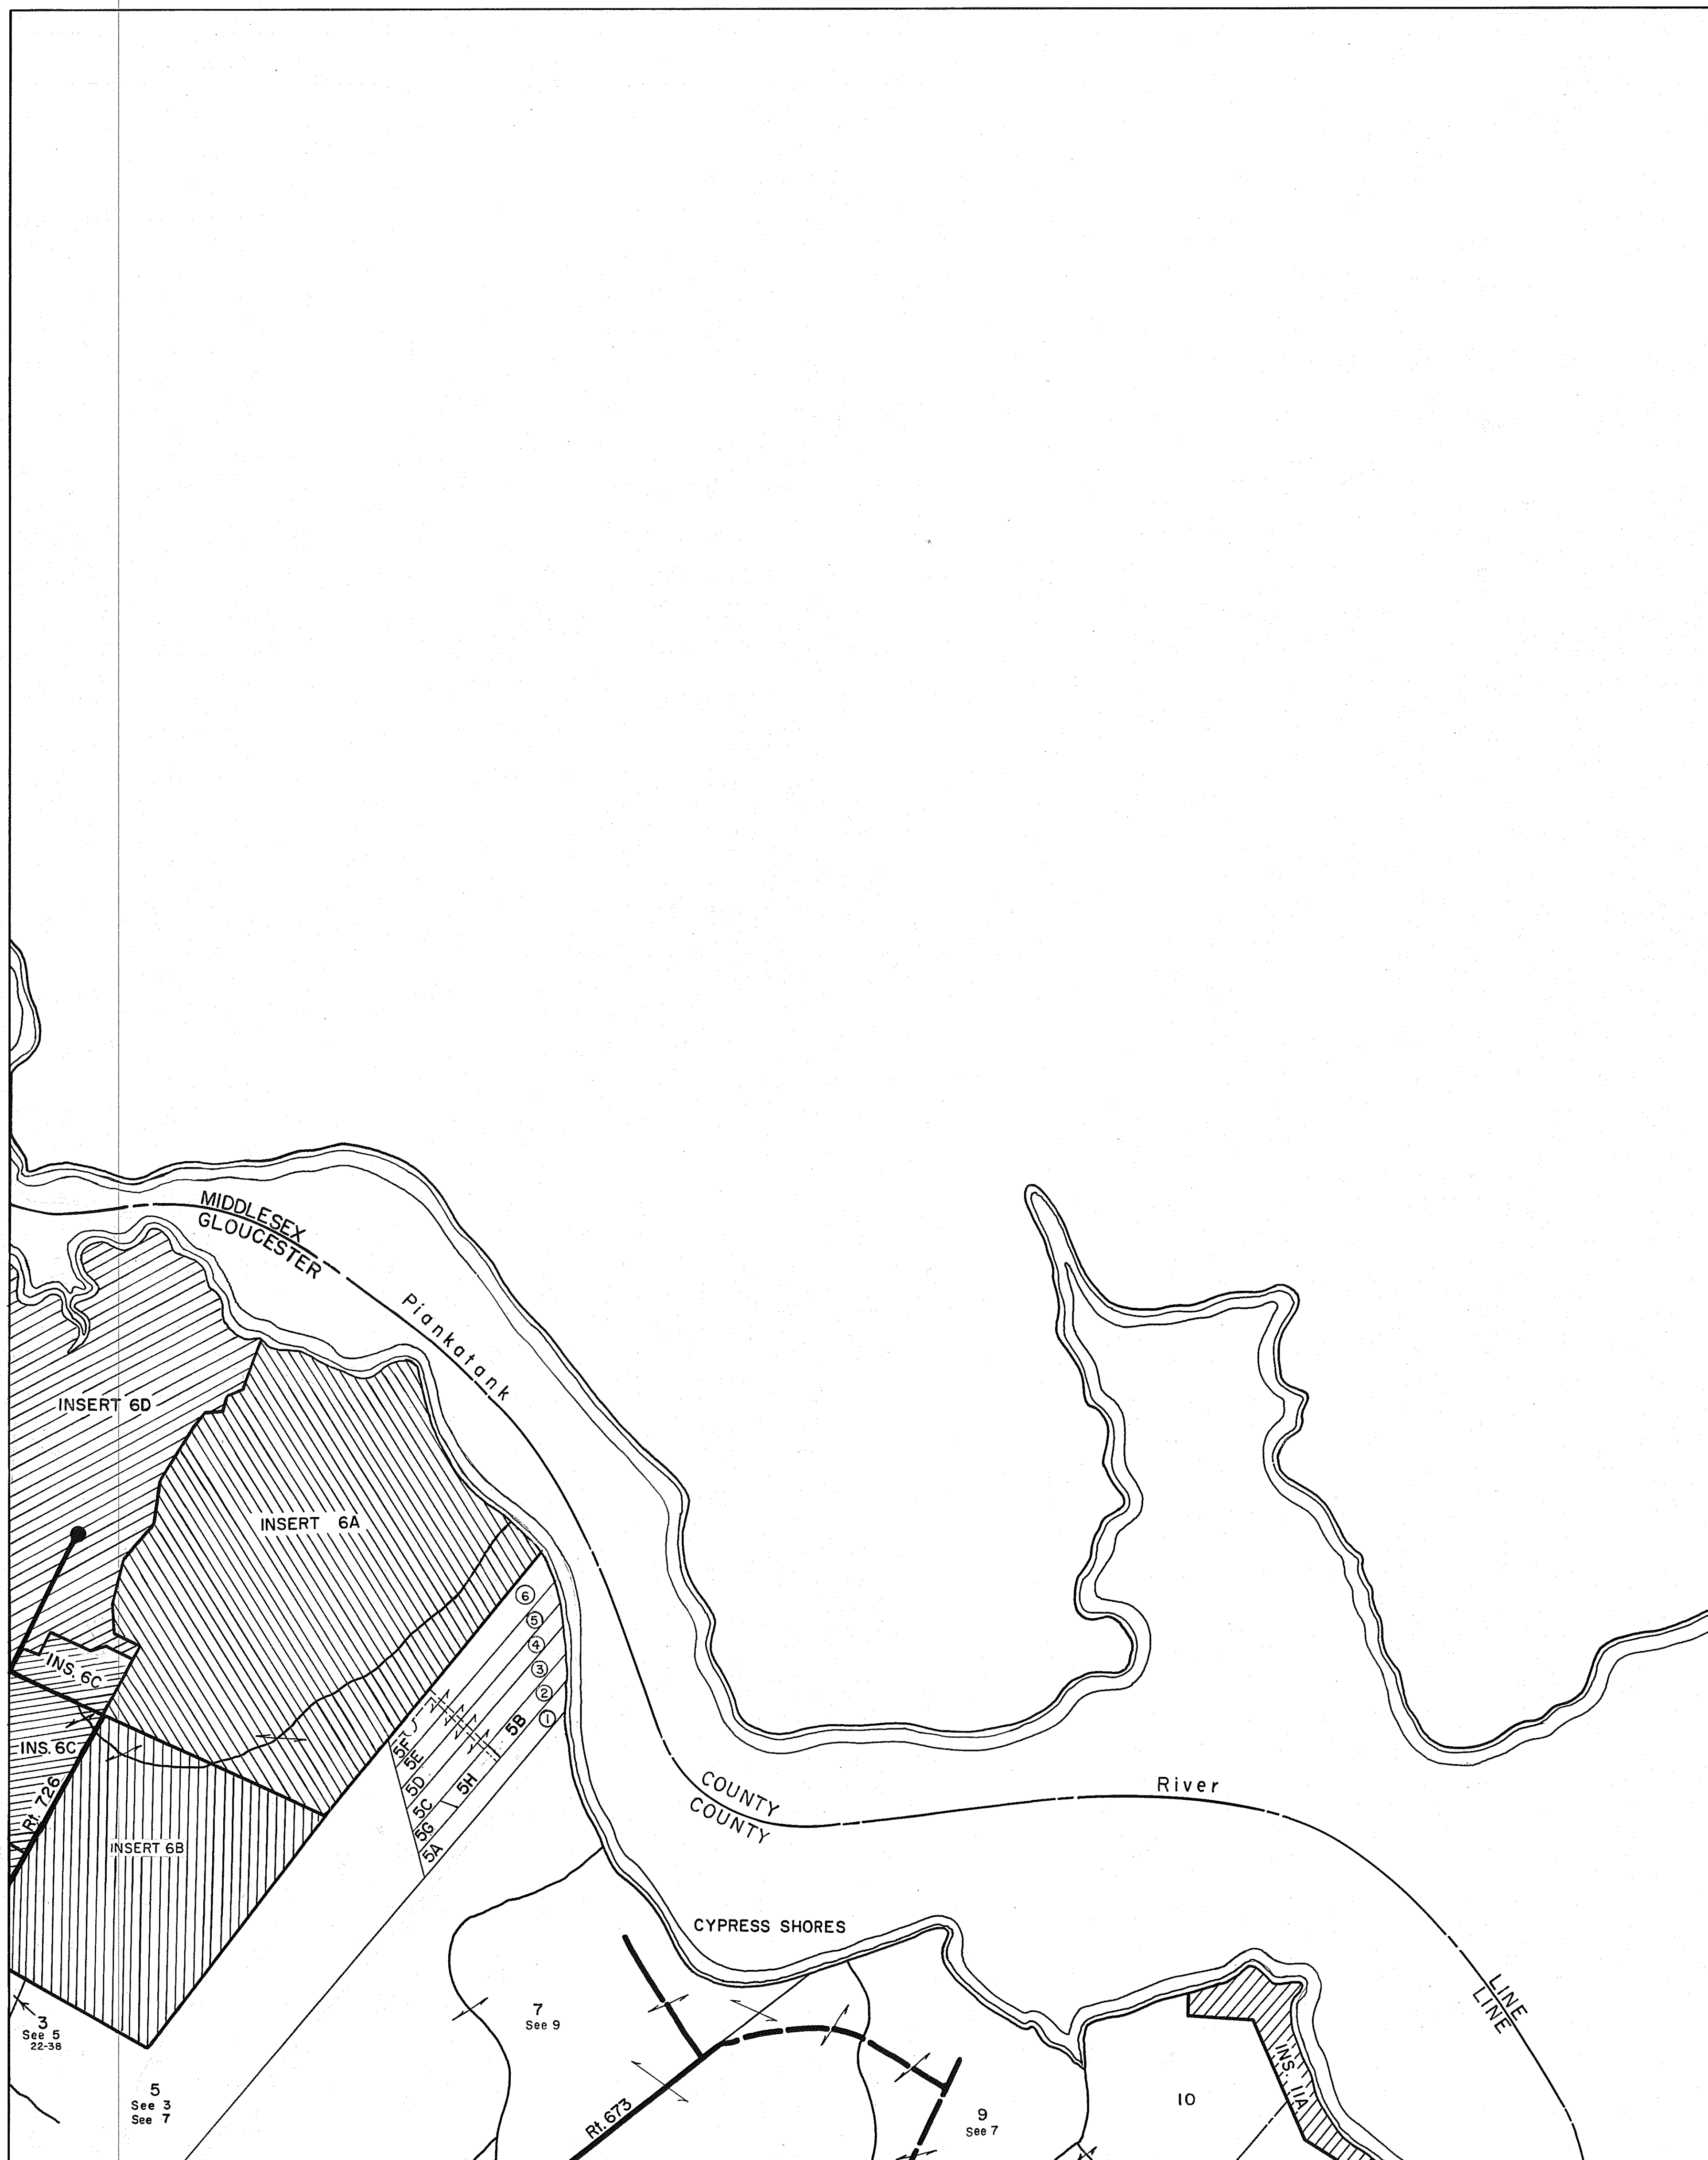 MIDDLESEX
GLOUCESTER
Piankatank
INSERT 6D
INSERT 6A
6
5
4
3
2
1
INS. 6C
INS. 6C
5F
5E
5D
5C
5G
5A
5B
5H
Rt. 726
INSERT 6B
COUNTY
COUNTY
River
CYPRESS SHORES
LINE
LINE
3
See 5
22-38
7
See 9
5
See 3
See 7
Rt. 673
9
See 7
10
INS. 11A